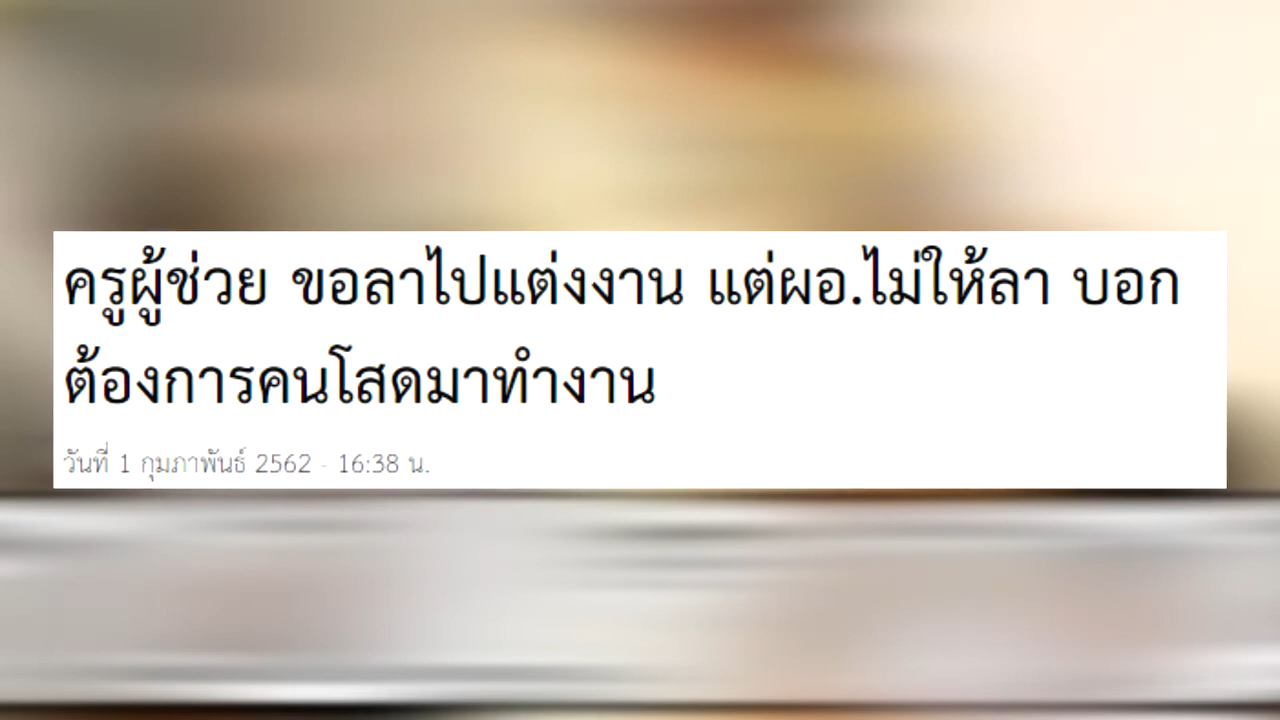 ครูผู้ช่วย ขอลาไปแต่งงาน แต่ผอ.ไม่ให้ลา บอก
ต้องการคนโสดมาทำงาน
วันที่ 1 กุมภาพันธ์ 2562 - 16:38 น.